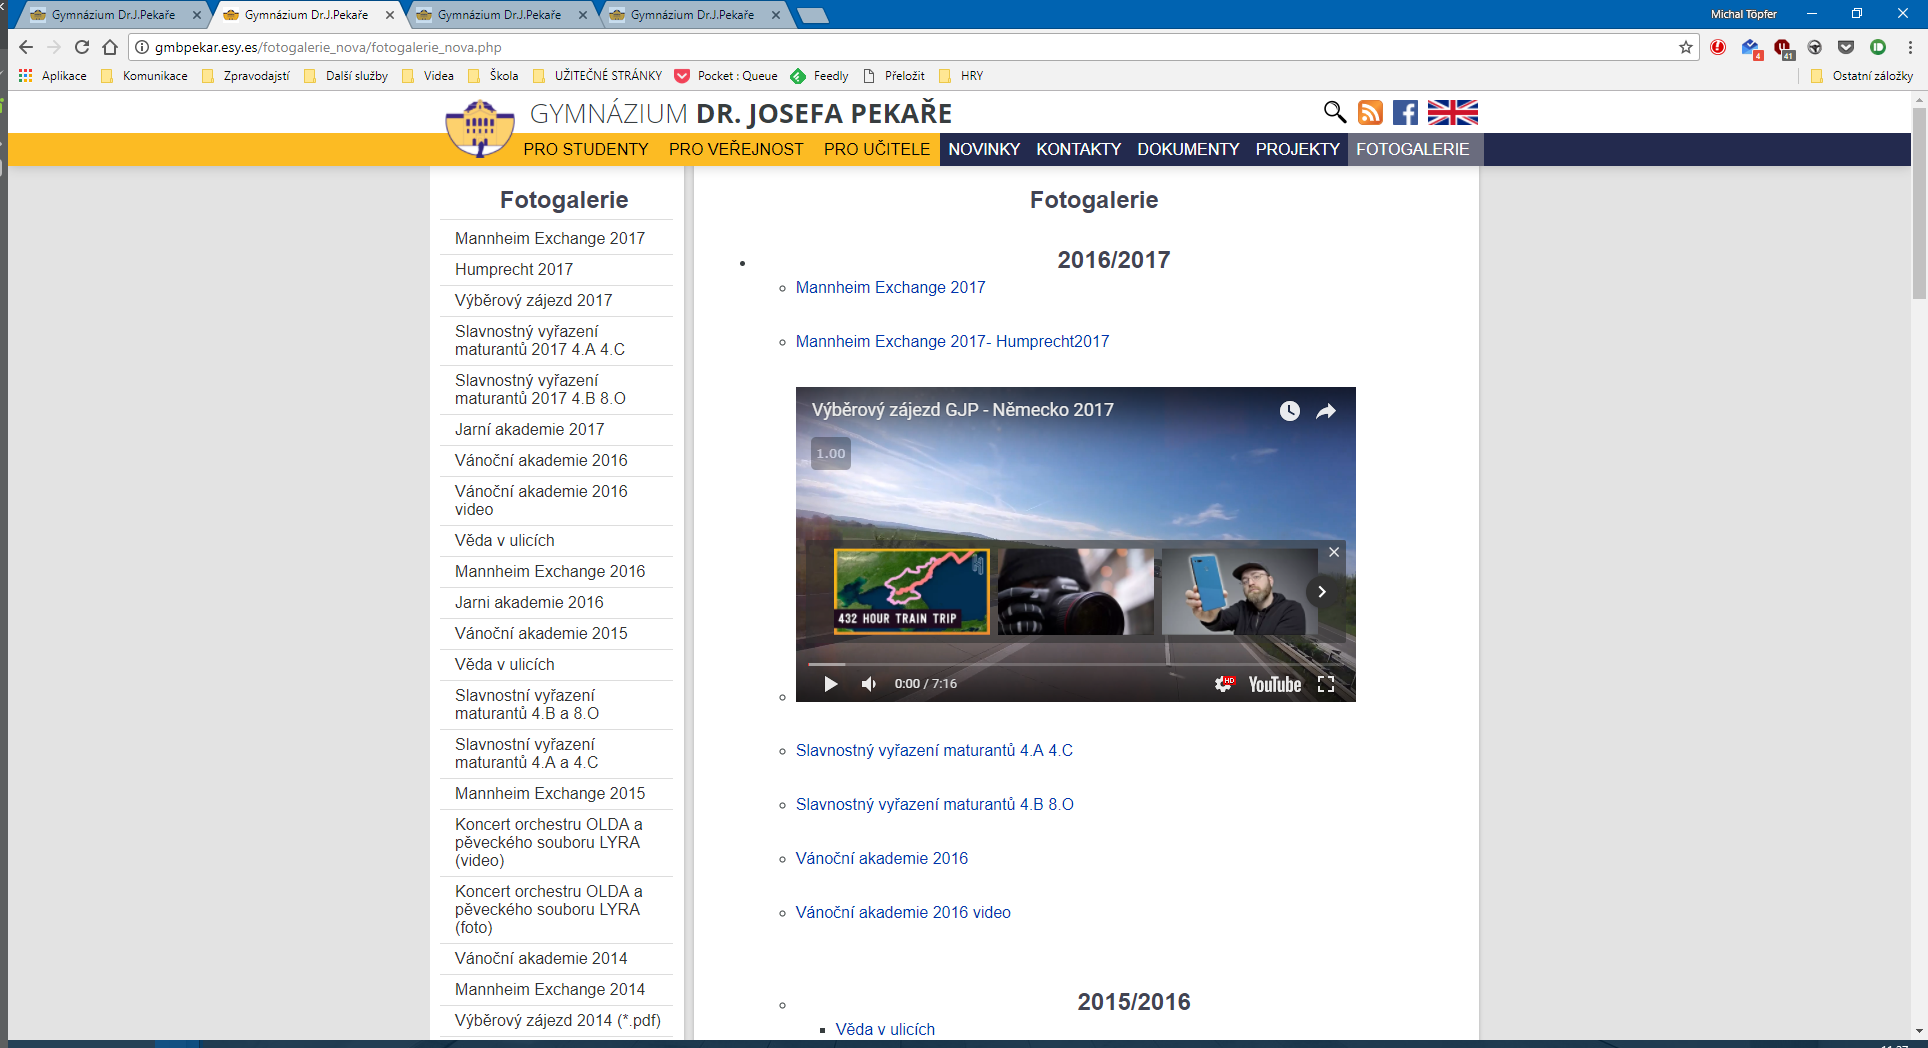 Gymnázium Dr.J.Pekaře
Gymnázium Dr.J.Pekaře
Gymnázium Dr.J.Pekaře
Gymnázium Dr.J.Pekaře
Michal Töpfer
gmbpekar.esy.es/fotogalerie_nova/fotogalerie_nova.php
4
41
Aplikace
Komunikace
Zpravodajstí
Další služby
Videa
Škola
UŽITEČNÉ STRÁNKY
Pocket : Queue
Feedly
Přeložit
HRY
Ostatní záložky
GYMNÁZIUM DR. JOSEFA PEKAŘE
PRO STUDENTY
PRO VEŘEJNOST
PRO UČITELE
NOVINKY
KONTAKTY
DOKUMENTY
PROJEKTY
FOTOGALERIE
Fotogalerie
Mannheim Exchange 2017
Humprecht 2017
Výběrový zájezd 2017
Slavnostný vyřazení
maturantů 2017 4.A 4.C
Slavnostný vyřazení
maturantů 2017 4.B 8.O
Jarní akademie 2017
Vánoční akademie 2016
Vánoční akademie 2016
video
Věda v ulicích
Mannheim Exchange 2016
Jarni akademie 2016
Vánoční akademie 2015
Věda v ulicích
Slavnostní vyřazení
maturantů 4.B a 8.O
Slavnostní vyřazení
maturantů 4.A a 4.C
Mannheim Exchange 2015
Koncert orchestru OLDA a
pěveckého souboru LYRA
(video)
Koncert orchestru OLDA a
pěveckého souboru LYRA
(foto)
Vánoční akademie 2014
Mannheim Exchange 2014
Výběrový zájezd 2014 (*.pdf)
Fotogalerie
2016/2017
Mannheim Exchange 2017
Mannheim Exchange 2017- Humprecht2017
Výběrový zájezd GJP - Německo 2017
1.00
432 HOUR TRAIN TRIP
0:00 / 7:16
HD
YouTube
Slavnostný vyřazení maturantů 4.A 4.C
Slavnostný vyřazení maturantů 4.B 8.O
Vánoční akademie 2016
Vánoční akademie 2016 video
2015/2016
Věda v ulicích